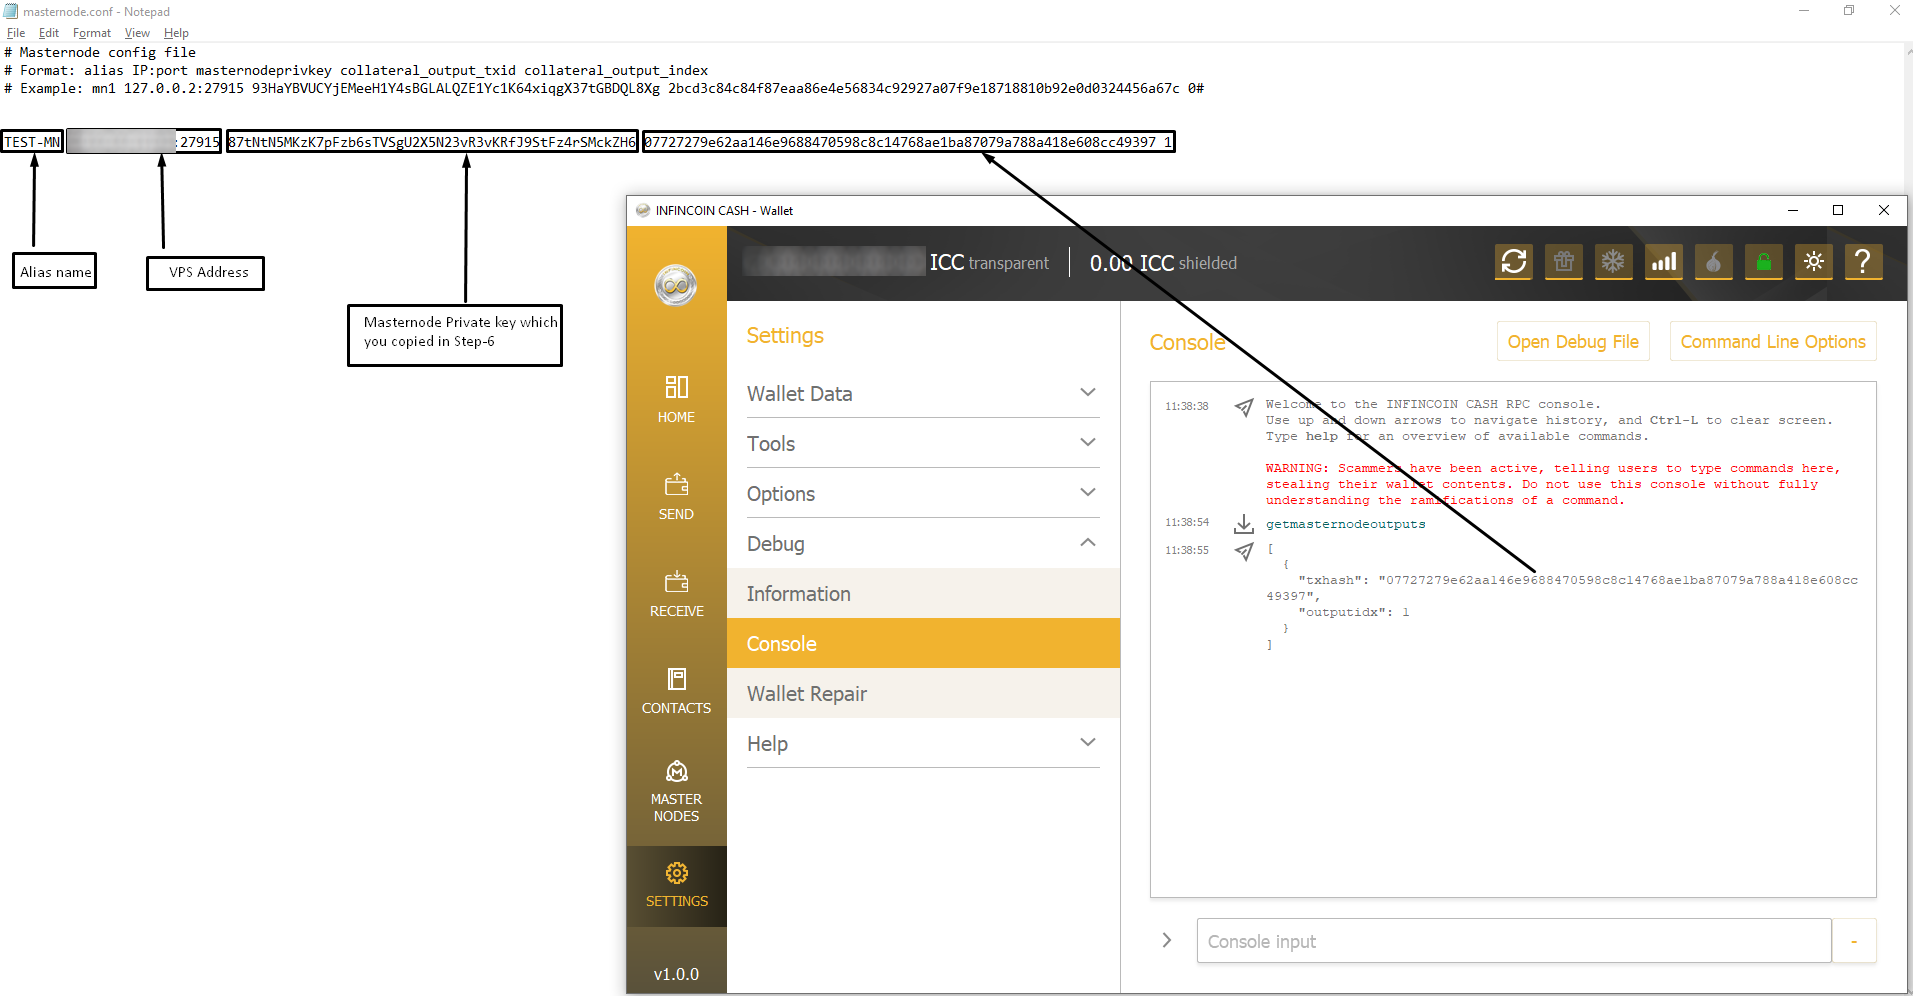 masternode.conf - Notepad
File Edit Format View Help
# Masternode config file
# Format: alias IP:port masternodeprivkey collateral_output_txid collateral_output_index
# Example: mn1 127.0.0.2:27915 93HaYBVUCYjEMeeH1Y4sBGLALQZE1Yc1K64xiqgX37tGBDQL8Xg 2bcd3c84c84f87eaa86e4e56834c92927a07f9e18718810b92e0d0324456a67c 0#
TEST-MN :27915 87tNtN5MKzK7pFzb6sTVSgU2X5N23vR3vKRfJ9StFz4rSMckZH6 07727279e62aa146e9688470598c8c14768ae1ba87079a788a418e608cc49397 1
Alias name
VPS Address
Masternode Private key which
you copied in Step-6
INFINCOIN CASH - Wallet
ICC transparent 0.00 ICC shielded
HOME
SEND
RECEIVE
CONTACTS
MASTER
NODES
SETTINGS
v1.0.0
Settings
Wallet Data
Tools
Options
Debug
Information
Console
Wallet Repair
Help
Console
Open Debug File
Command Line Options
11:38:38 Welcome to the INFINCOIN CASH RPC console.
Use up and down arrows to navigate history, and Ctrl-L to clear screen.
Type help for an overview of available commands.
WARNING: Scammers have been active, telling users to type commands here,
stealing their wallet contents. Do not use this console without fully
understanding the ramifications of a command.
11:38:54 getmasternodeoutputs
11:38:55 [
{
"txhash": "07727279e62aa146e9688470598c8c14768ae1ba87079a788a418e608cc
49397",
"outputidx": 1
}
]
Console input
-